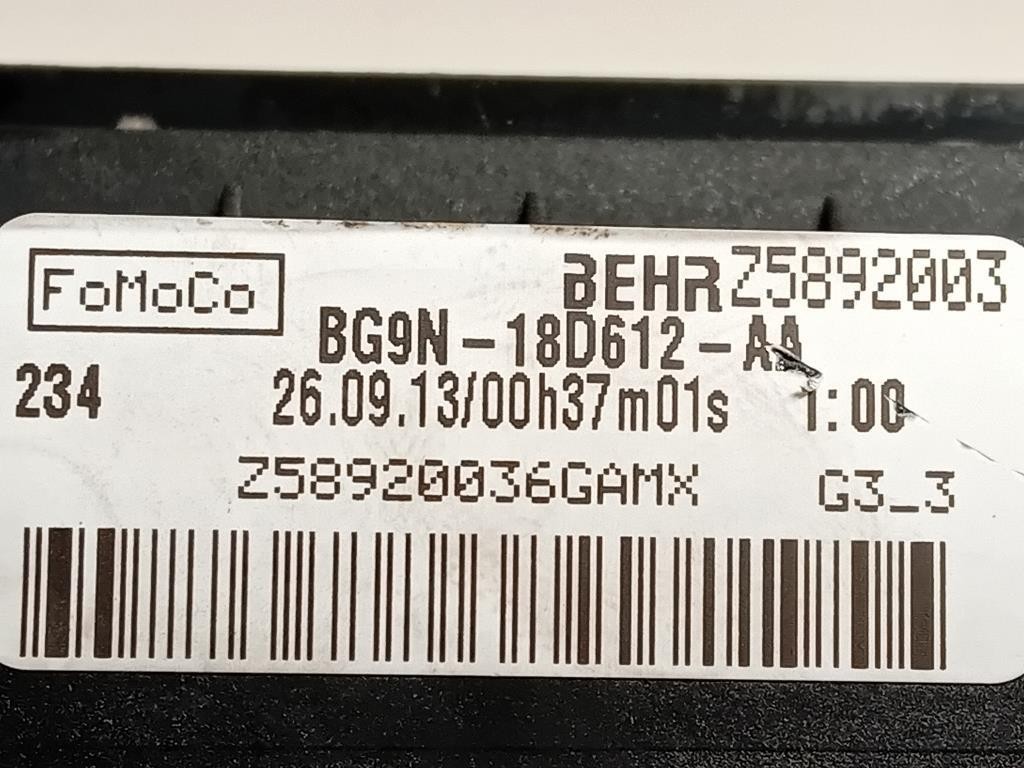 FoMoCo BEHR Z5892003
BG9N-18D612-AA
234 26.09.13/00h37m01s 1:00
Z58920036GAMX G3_3